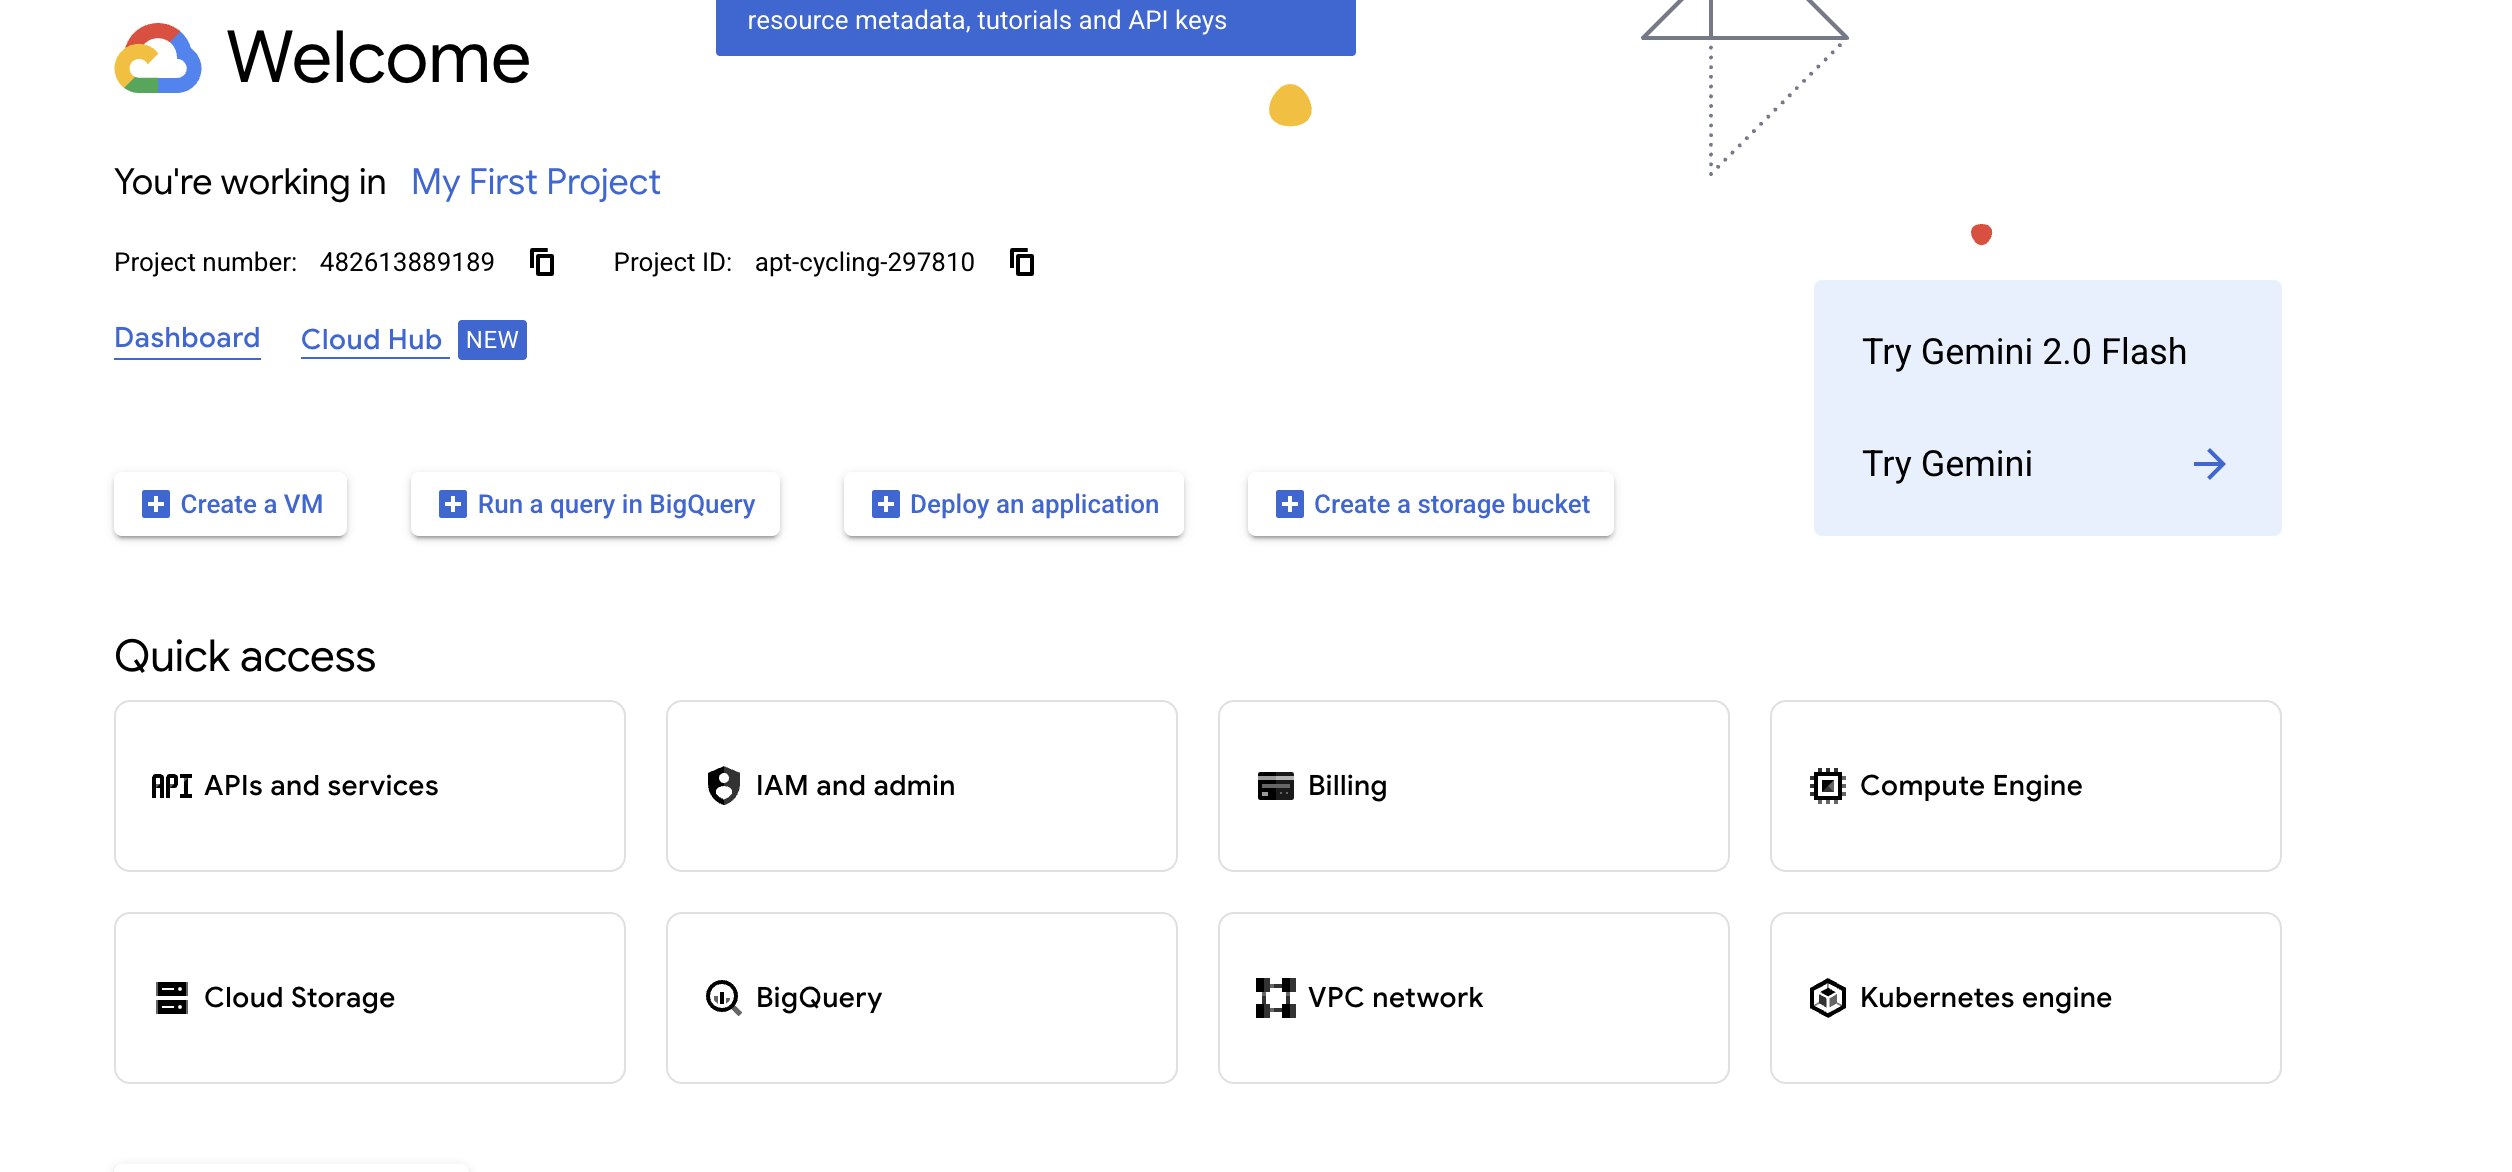 resource metadata, tutorials and API keys
Welcome
You're working in My First Project
Project number: 482613889189 Project ID: apt-cycling-297810
Dashboard Cloud Hub NEW
Try Gemini 2.0 Flash
Try Gemini
Create a VM Run a query in BigQuery Deploy an application Create a storage bucket
Quick access
API APIs and services IAM and admin Billing Compute Engine
Cloud Storage BigQuery VPC network Kubernetes engine